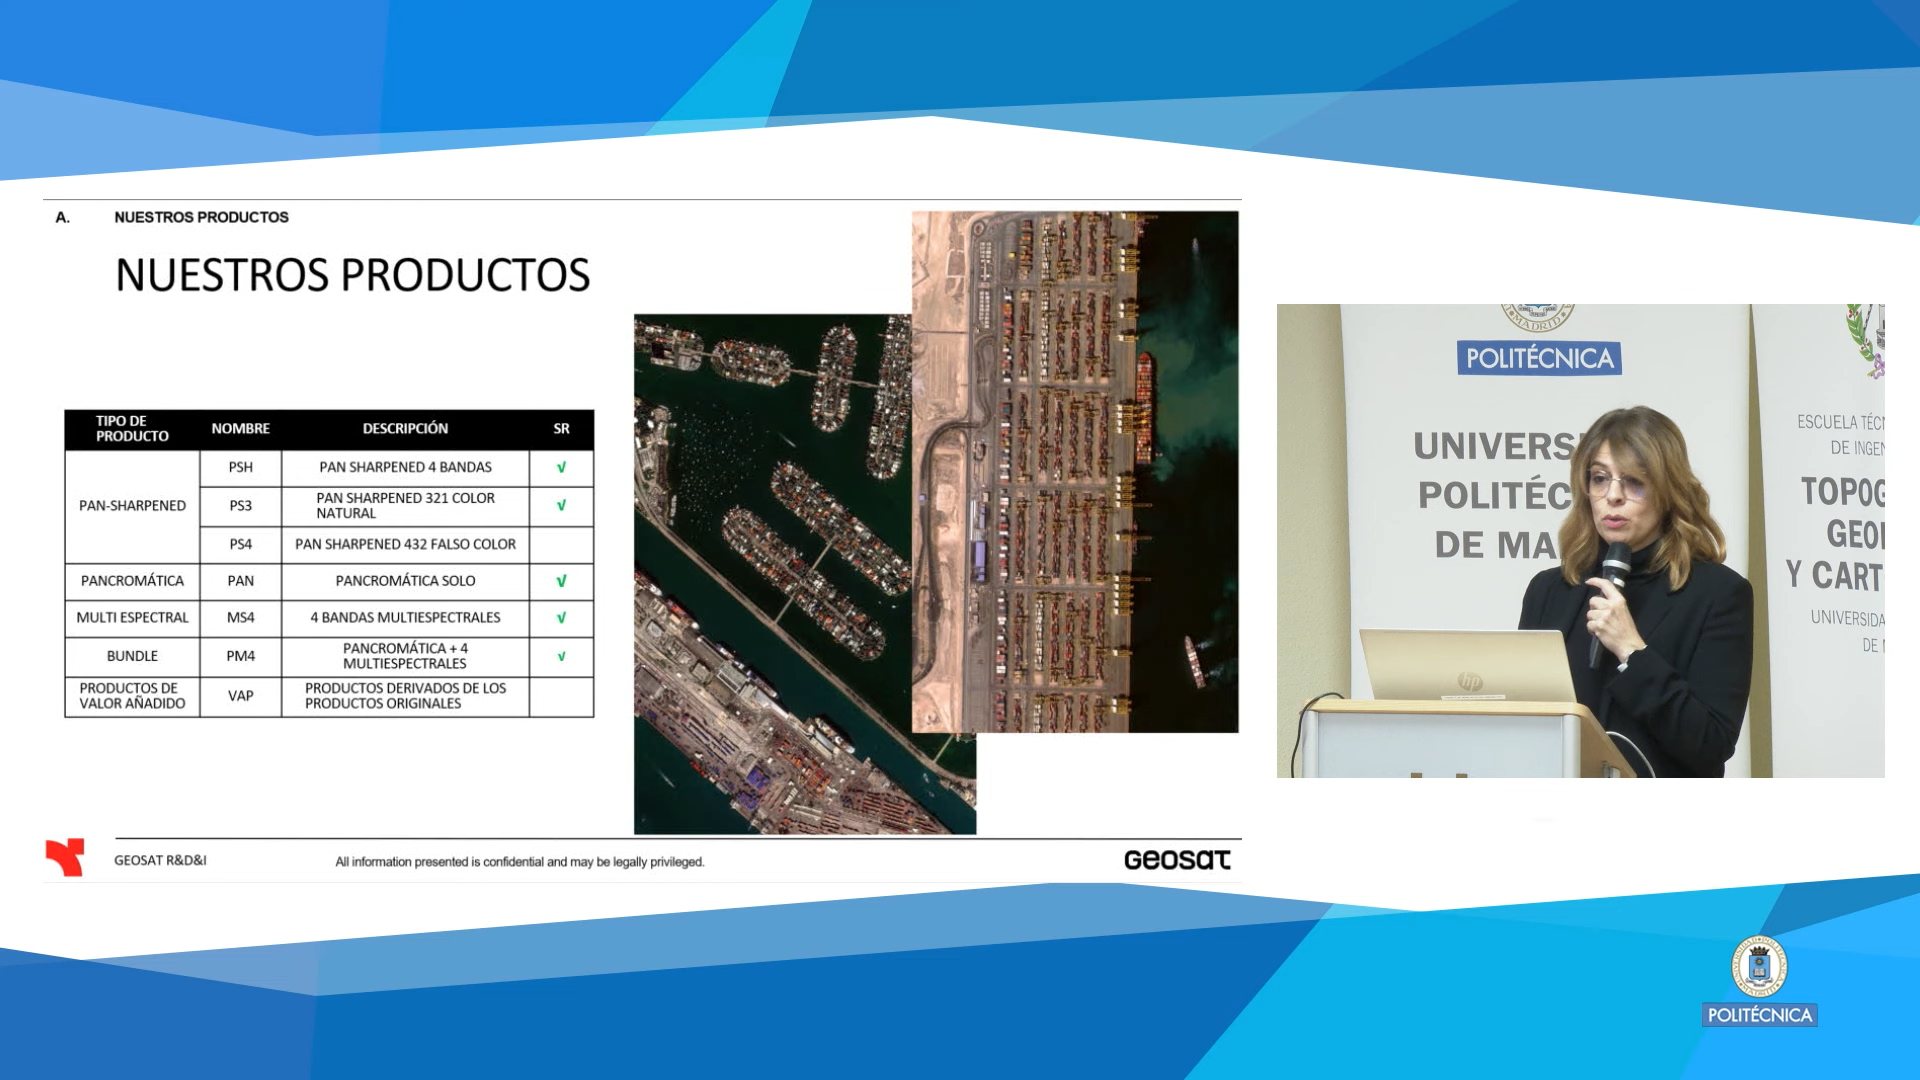 A. NUESTROS PRODUCTOS
NUESTROS PRODUCTOS
TIPO DE PRODUCTO NOMBRE DESCRIPCIÓN SR
PAN-SHARPENED PSH PAN SHARPENED 4 BANDAS √
PS3 PAN SHARPENED 321 COLOR NATURAL √
PS4 PAN SHARPENED 432 FALSO COLOR
PANCROMÁTICA PAN PANCROMÁTICA SOLO √
MULTI ESPECTRAL MS4 4 BANDAS MULTIESPECTRALES √
BUNDLE PM4 PANCROMÁTICA + 4 MULTIESPECTRALES √
PRODUCTOS DE VALOR AÑADIDO VAP PRODUCTOS DERIVADOS DE LOS PRODUCTOS ORIGINALES
GEOSAT R&D&I
All information presented is confidential and may be legally privileged.
GEOSAT
MADRID
POLITÉCNICA
UNIVERS
POLITÉC
DE MA
ESCUELA TÉC
DE INGEN
TOPOG
GEO
Y CART
UNIVERSIDA
DE
hp
POLITÉCNICA